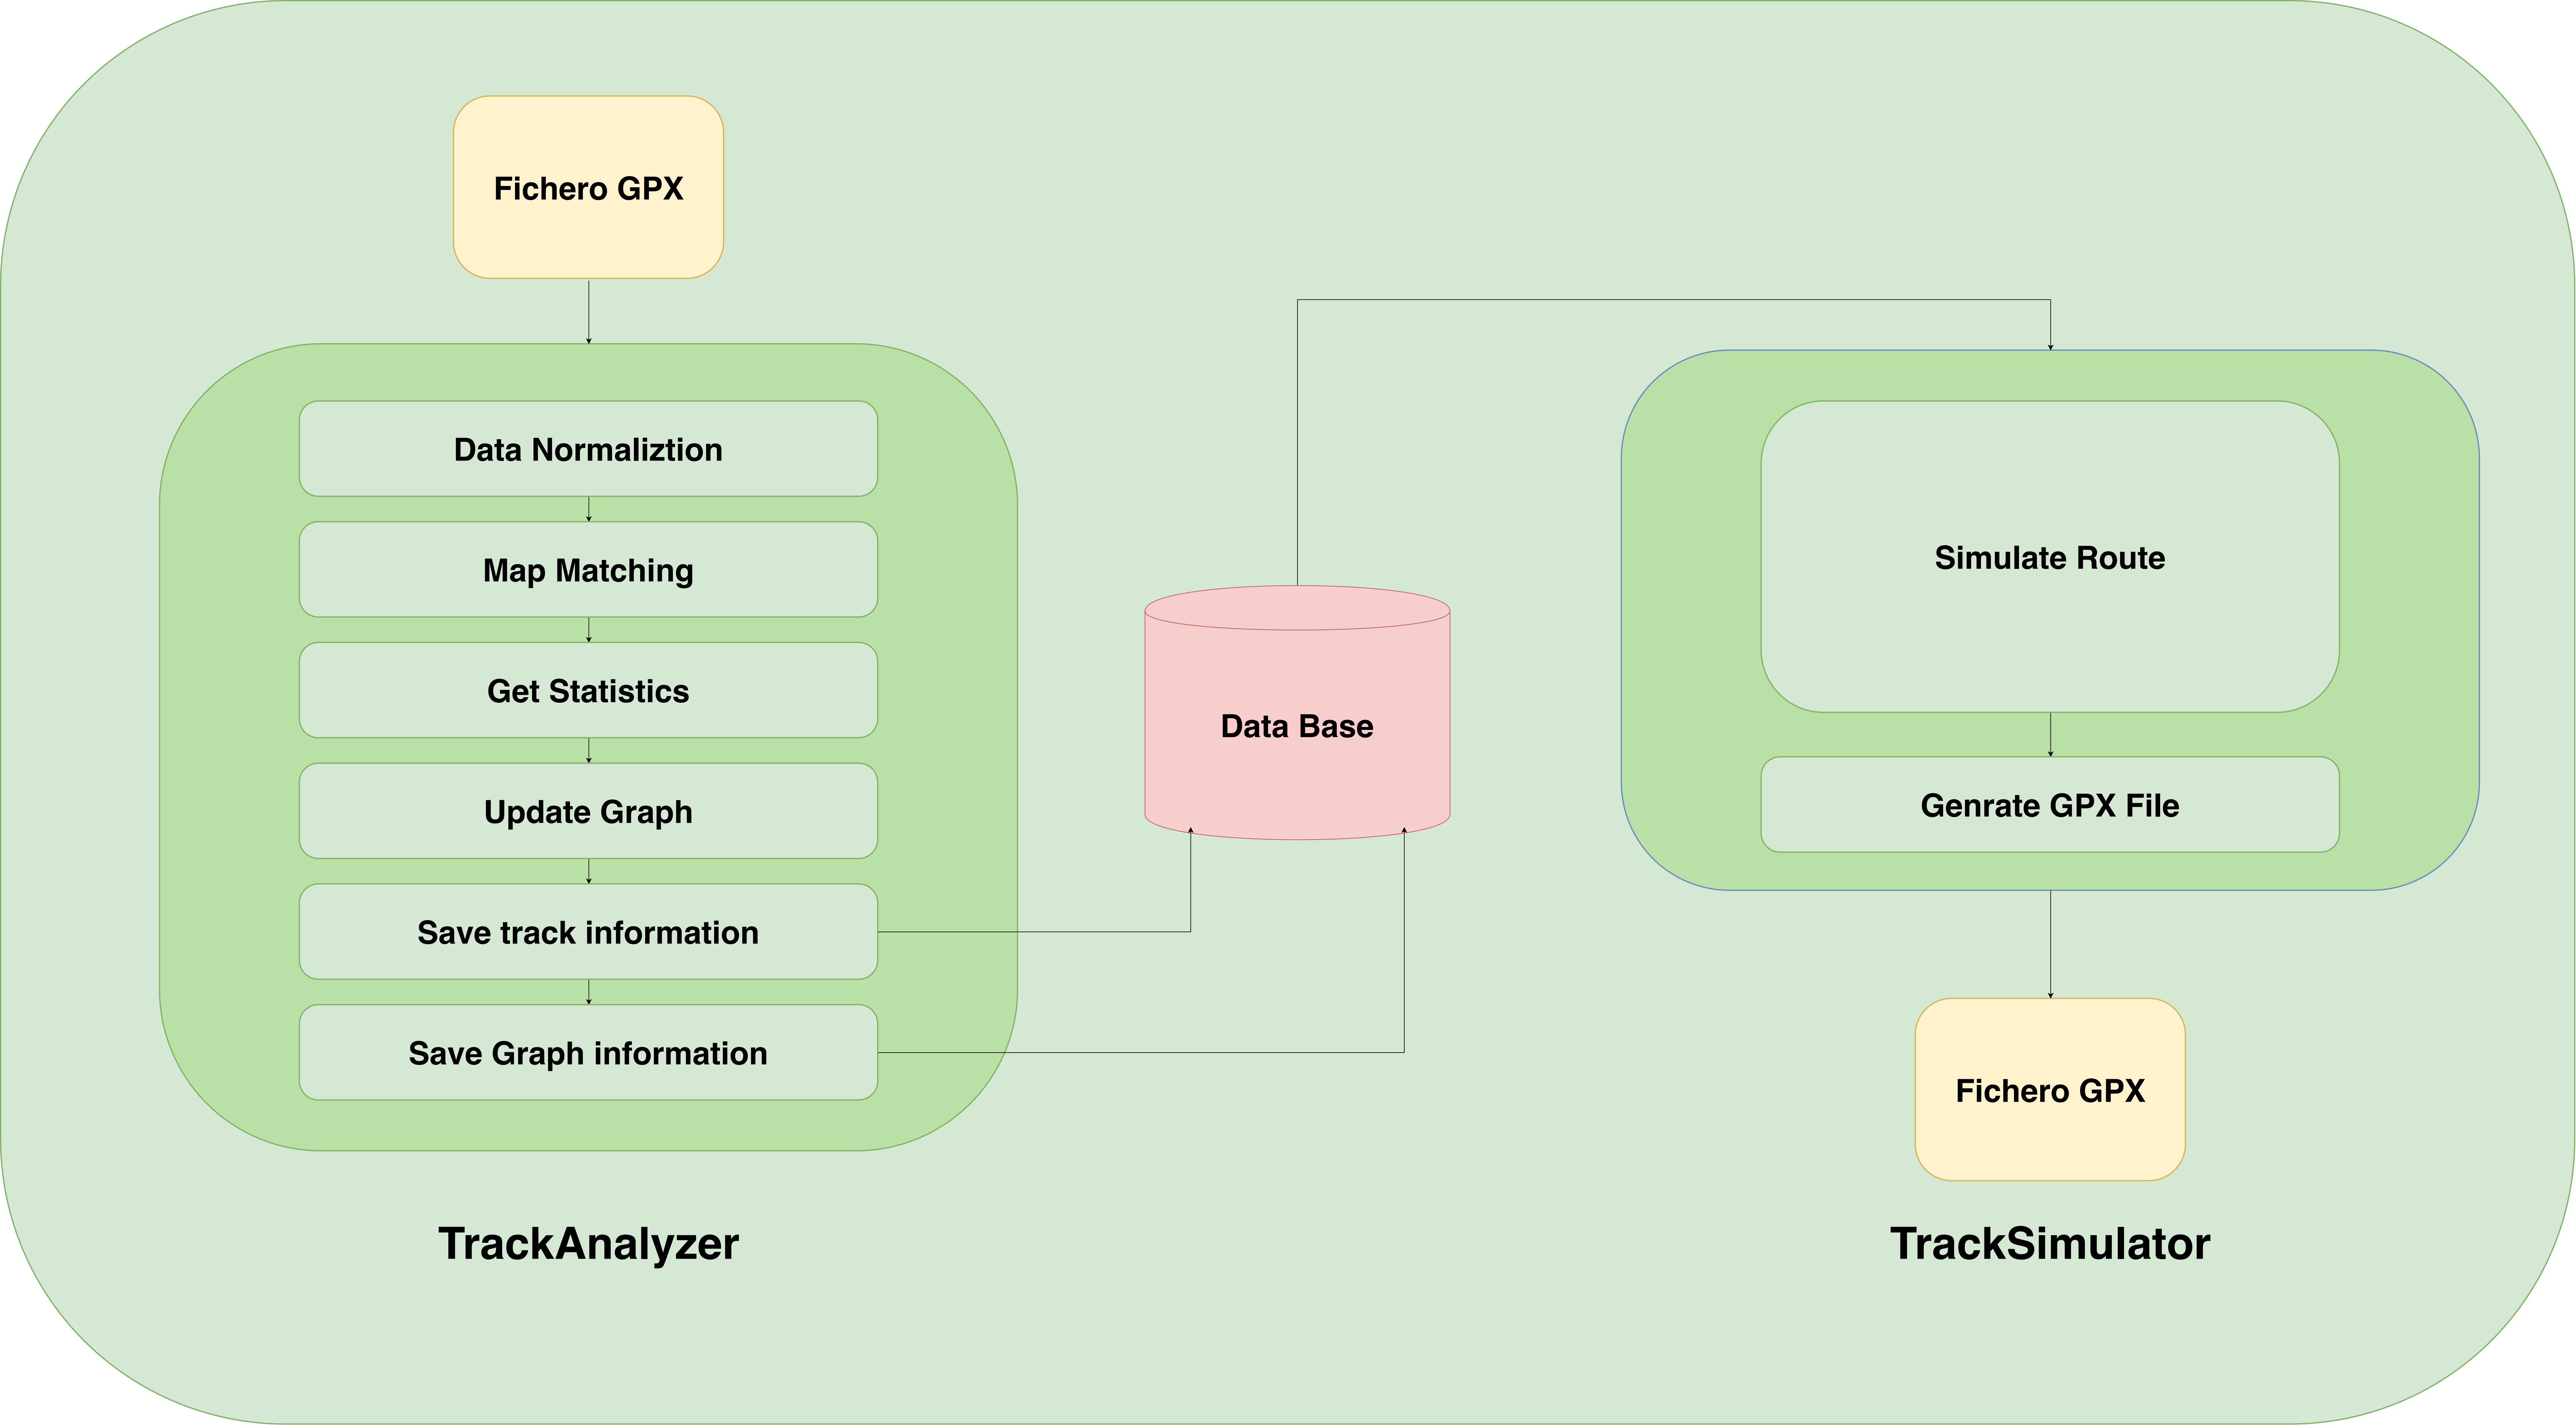 Fichero GPX
Data Normaliztion
Map Matching
Get Statistics
Update Graph
Save track information
Save Graph information
TrackAnalyzer
Data Base
Simulate Route
Genrate GPX File
Fichero GPX
TrackSimulator